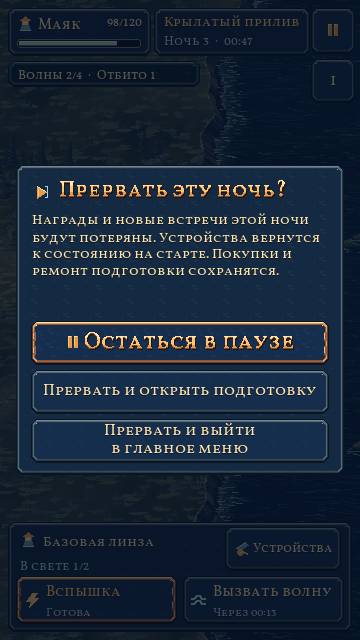 Маяк 98/120
Крылатый прилив
Ночь 3 · 00:47
Волны 2/4 · Отбито 1
I
Прервать эту ночь?
Награды и новые встречи этой ночи
будут потеряны. Устройства вернутся
к состоянию на старте. Покупки и
ремонт подготовки сохранятся.
Остаться в паузе
Прервать и открыть подготовку
Прервать и выйти
в главное меню
Базовая линза
В свете 1/2
Устройства
Вспышка
Готова
Вызвать волну
Через 00:13